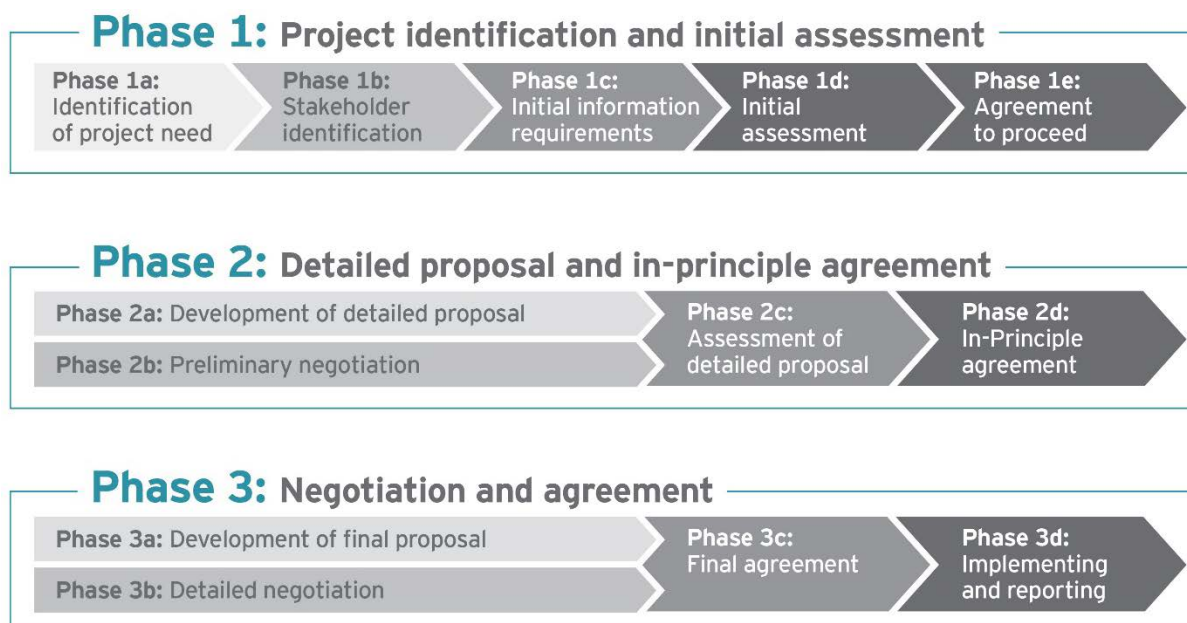 Phase 1: Project identification and initial assessment
Phase 1a:
Identification
of project need
Phase 1b:
Stakeholder
identification
Phase 1c:
Initial information
requirements
Phase 1d:
Initial
assessment
Phase 1e:
Agreement
to proceed
Phase 2: Detailed proposal and in-principle agreement
Phase 2a: Development of detailed proposal
Phase 2b: Preliminary negotiation
Phase 2c:
Assessment of
detailed proposal
Phase 2d:
In-Principle
agreement
Phase 3: Negotiation and agreement
Phase 3a: Development of final proposal
Phase 3b: Detailed negotiation
Phase 3c:
Final agreement
Phase 3d:
Implementing
and reporting